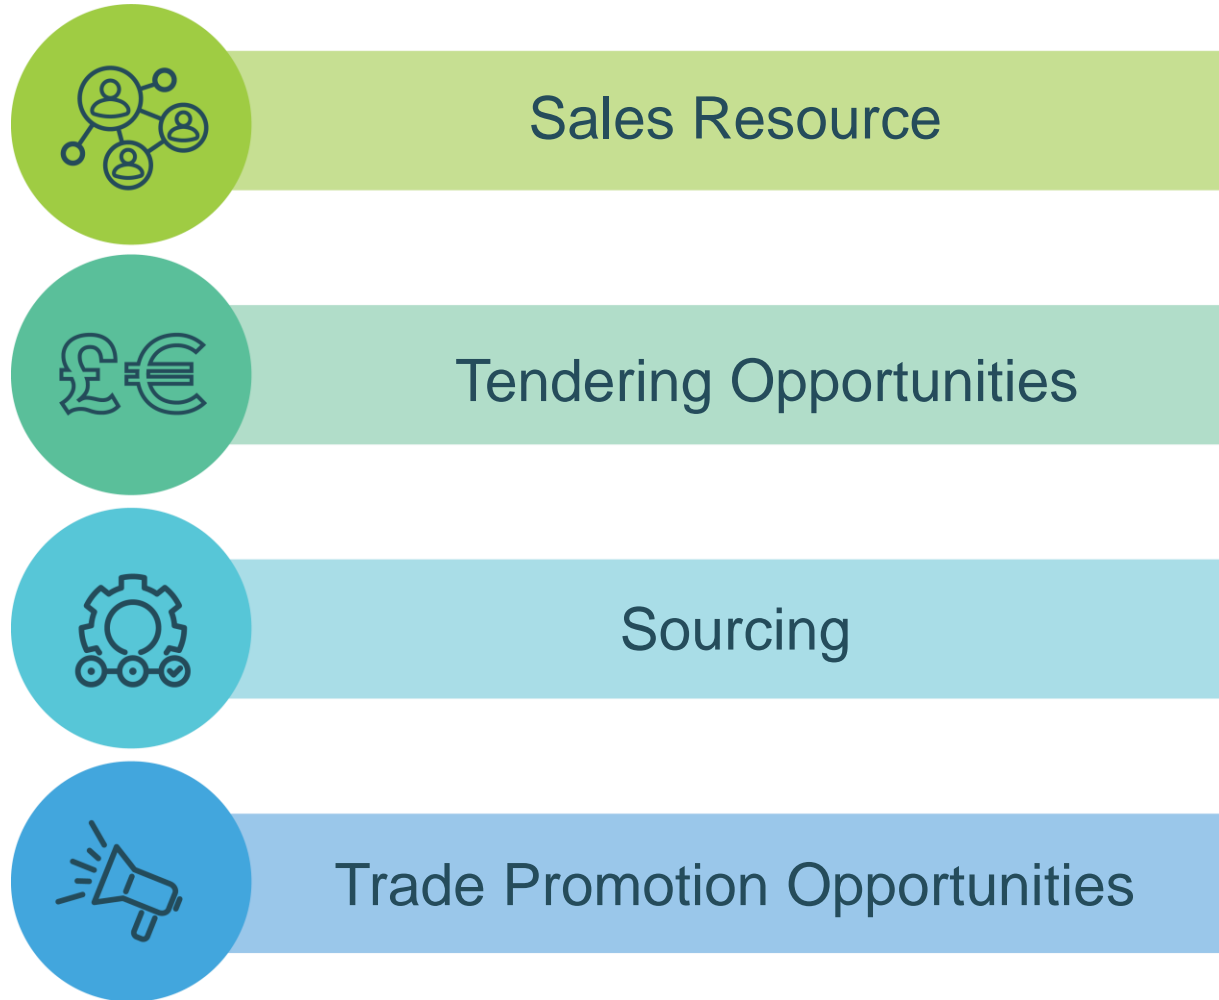 Sales Resource
£€
Tendering Opportunities
Sourcing
Trade Promotion Opportunities